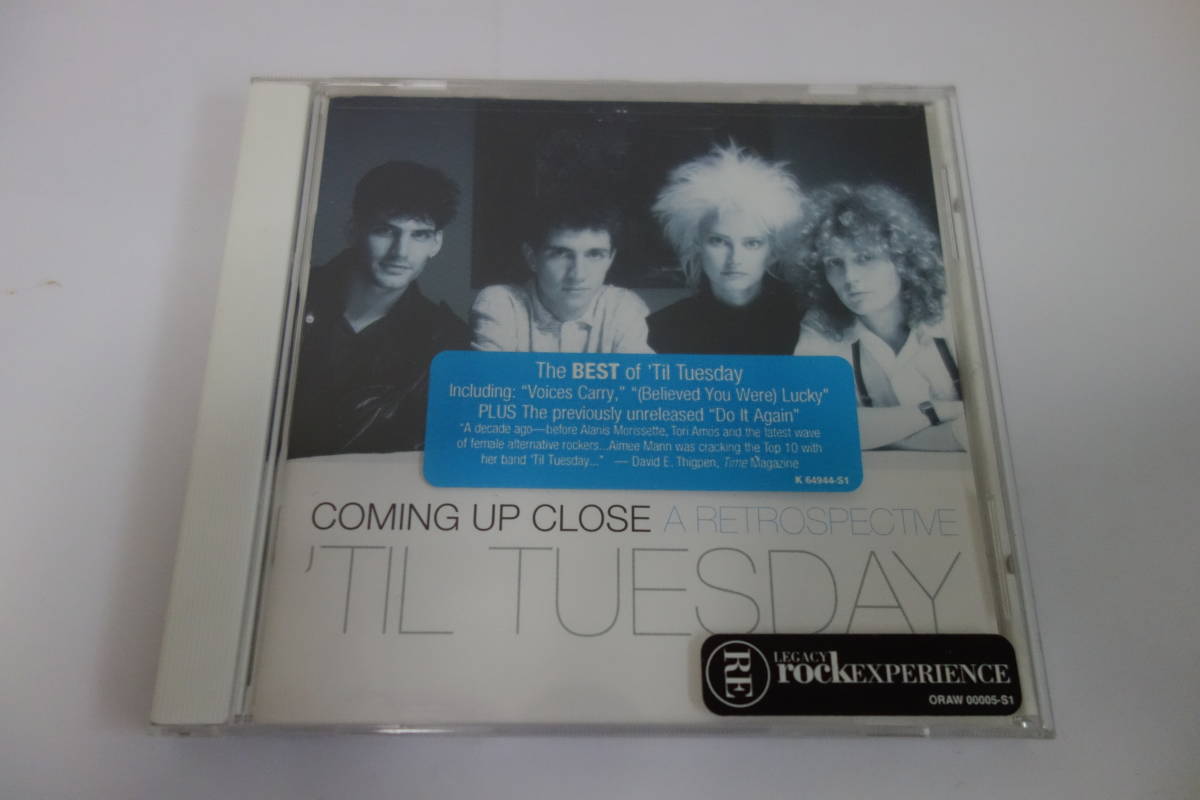 The BEST of 'Til Tuesday
Including: "Voices Carry," "(Believed You Were) Lucky"
PLUS The previously unreleased "Do It Again"
"A decade ago—before Alanis Morissette, Tori Amos and the latest wave
of female alternative rockers...Aimee Mann was cracking the Top 10 with
her band 'Til Tuesday..." — David E. Thigpen, Time Magazine
K 64944-S1
COMING UP CLOSE A RETROSPECTIVE
'TIL TUESDAY
RE
LEGACY
rockEXPERIENCE
ORAW 00005-S1